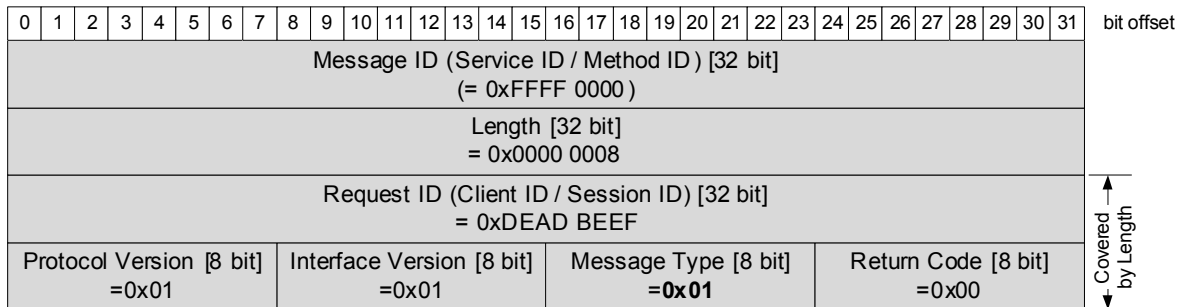 0 1 2 3 4 5 6 7 8 9 10 11 12 13 14 15 16 17 18 19 20 21 22 23 24 25 26 27 28 29 30 31 bit offset
Message ID (Service ID / Method ID) [32 bit]
(= 0xFFFF 0000)
Length [32 bit]
= 0x0000 0008
Request ID (Client ID / Session ID) [32 bit]
= 0xDEAD BEEF
Protocol Version [8 bit] Interface Version [8 bit] Message Type [8 bit] Return Code [8 bit]
=0x01 =0x01 =0x01 =0x00
Covered
by Length